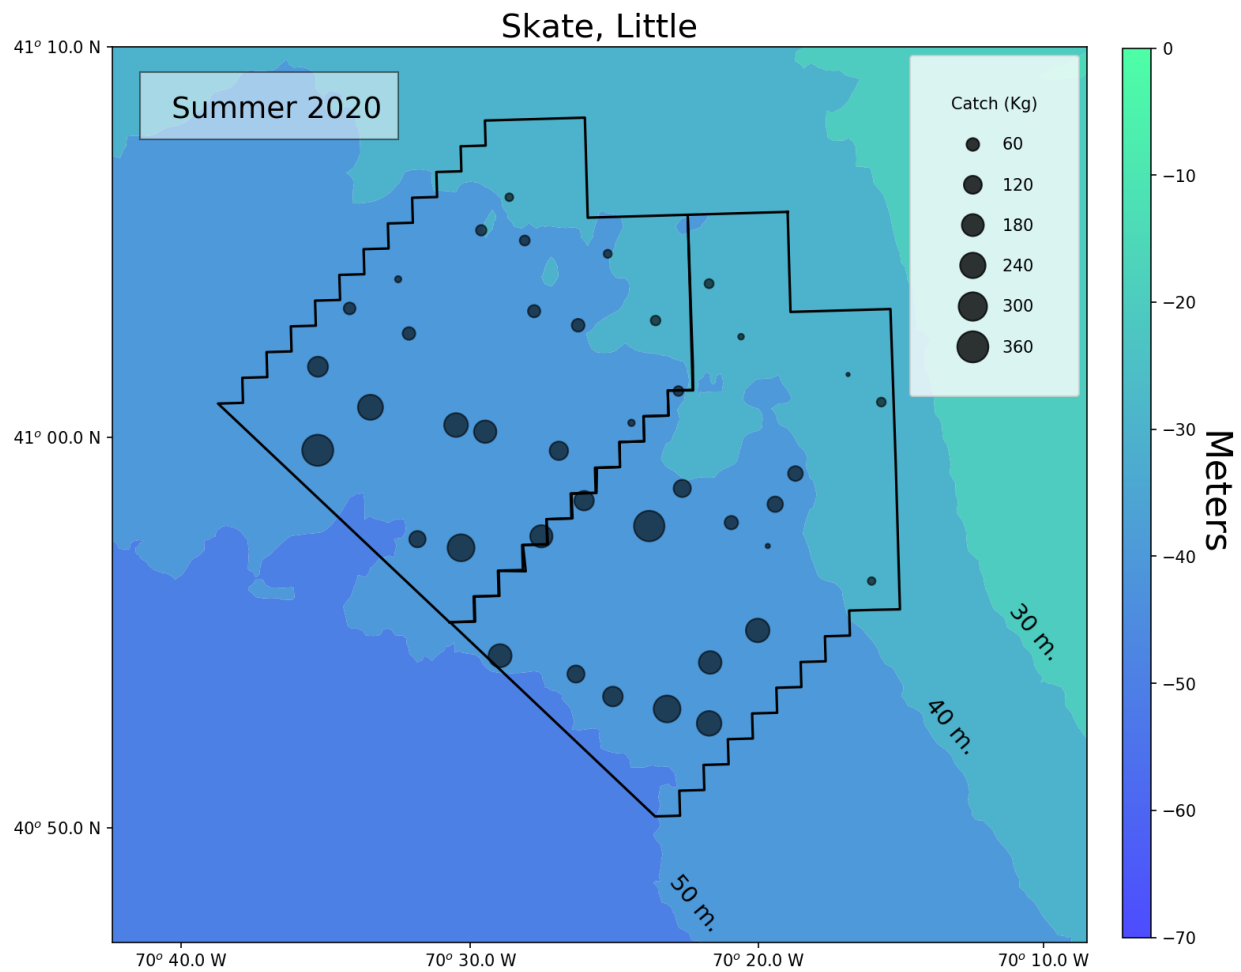 Skate, Little
41° 10.0 N
41° 00.0 N
40° 50.0 N
Summer 2020
Catch (Kg)
60
120
180
240
300
360
30 m.
40 m.
50 m.
70° 40.0 W
70° 30.0 W
70° 20.0 W
70° 10.0 W
0
−10
−20
−30
−40
−50
−60
−70
Meters